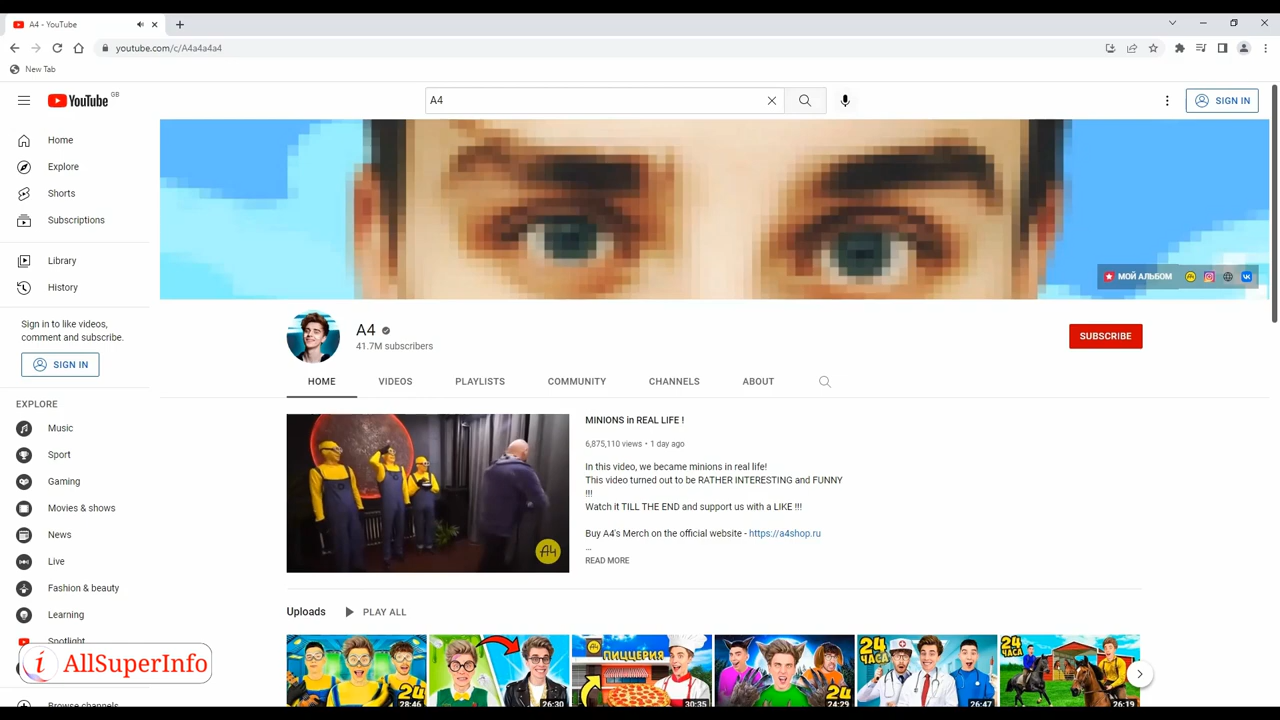 A4 - YouTube
youtube.com/c/A4a4a4a4
New Tab
YouTube GB
A4
SIGN IN
Home
Explore
Shorts
Subscriptions
Library
History
Sign in to like videos,
comment and subscribe.
SIGN IN
EXPLORE
Music
Sport
Gaming
Movies & shows
News
Live
Fashion & beauty
Learning
Spotlight
Browse channels
AllSuperInfo
МОЙ АЛЬБОМ
A4
41.7M subscribers
SUBSCRIBE
HOME
VIDEOS
PLAYLISTS
COMMUNITY
CHANNELS
ABOUT
A4
MINIONS in REAL LIFE !
6,875,110 views • 1 day ago
In this video, we became minions in real life!
This video turned out to be RATHER INTERESTING and FUNNY
!!!
Watch it TILL THE END and support us with a LIKE !!!
Buy A4's Merch on the official website - https://a4shop.ru
...
READ MORE
Uploads
PLAY ALL
24
28:46
26:30
ПИЦЦЕРИЯ
30:35
24
24:29
24
ЧАСА
26:47
24
ЧАСА
26:19